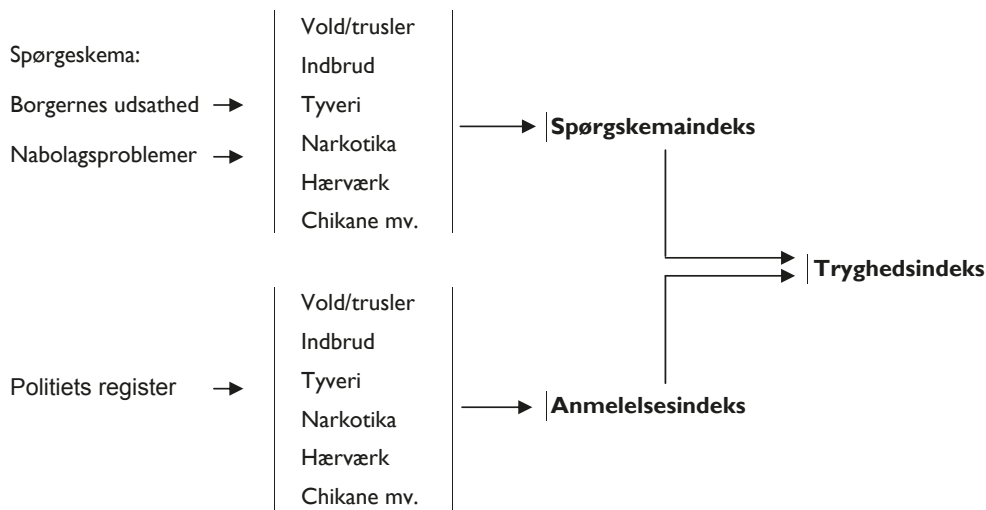 Spørgeskema:
Borgernes udsathed
Nabolagsproblemer
Vold/trusler
Indbrud
Tyveri
Narkotika
Hærværk
Chikane mv.
Spørgskemaindeks
Tryghedsindeks
Politiets register
Vold/trusler
Indbrud
Tyveri
Narkotika
Hærværk
Chikane mv.
Anmelelsesindeks